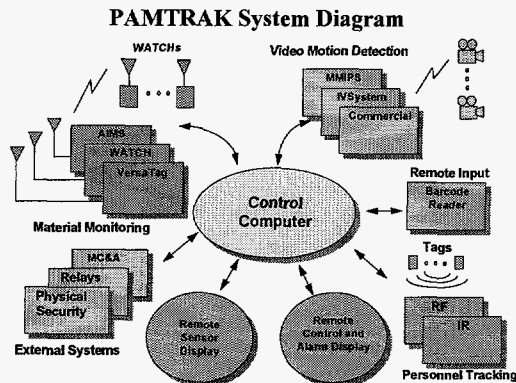 PAMTRAK System Diagram
WATCHs
Video Motion Detection
MMIPS
IVSystem
Commercial
AIMS
WATCH
VersaTag
Material Monitoring
Control
Computer
Remote Input
Barcode
Reader
Tags
MC&A
Relays
Physical
Security
External Systems
Remote
Sensor
Display
Remote
Control and
Alarm Display
RF
IR
Personnel Tracking